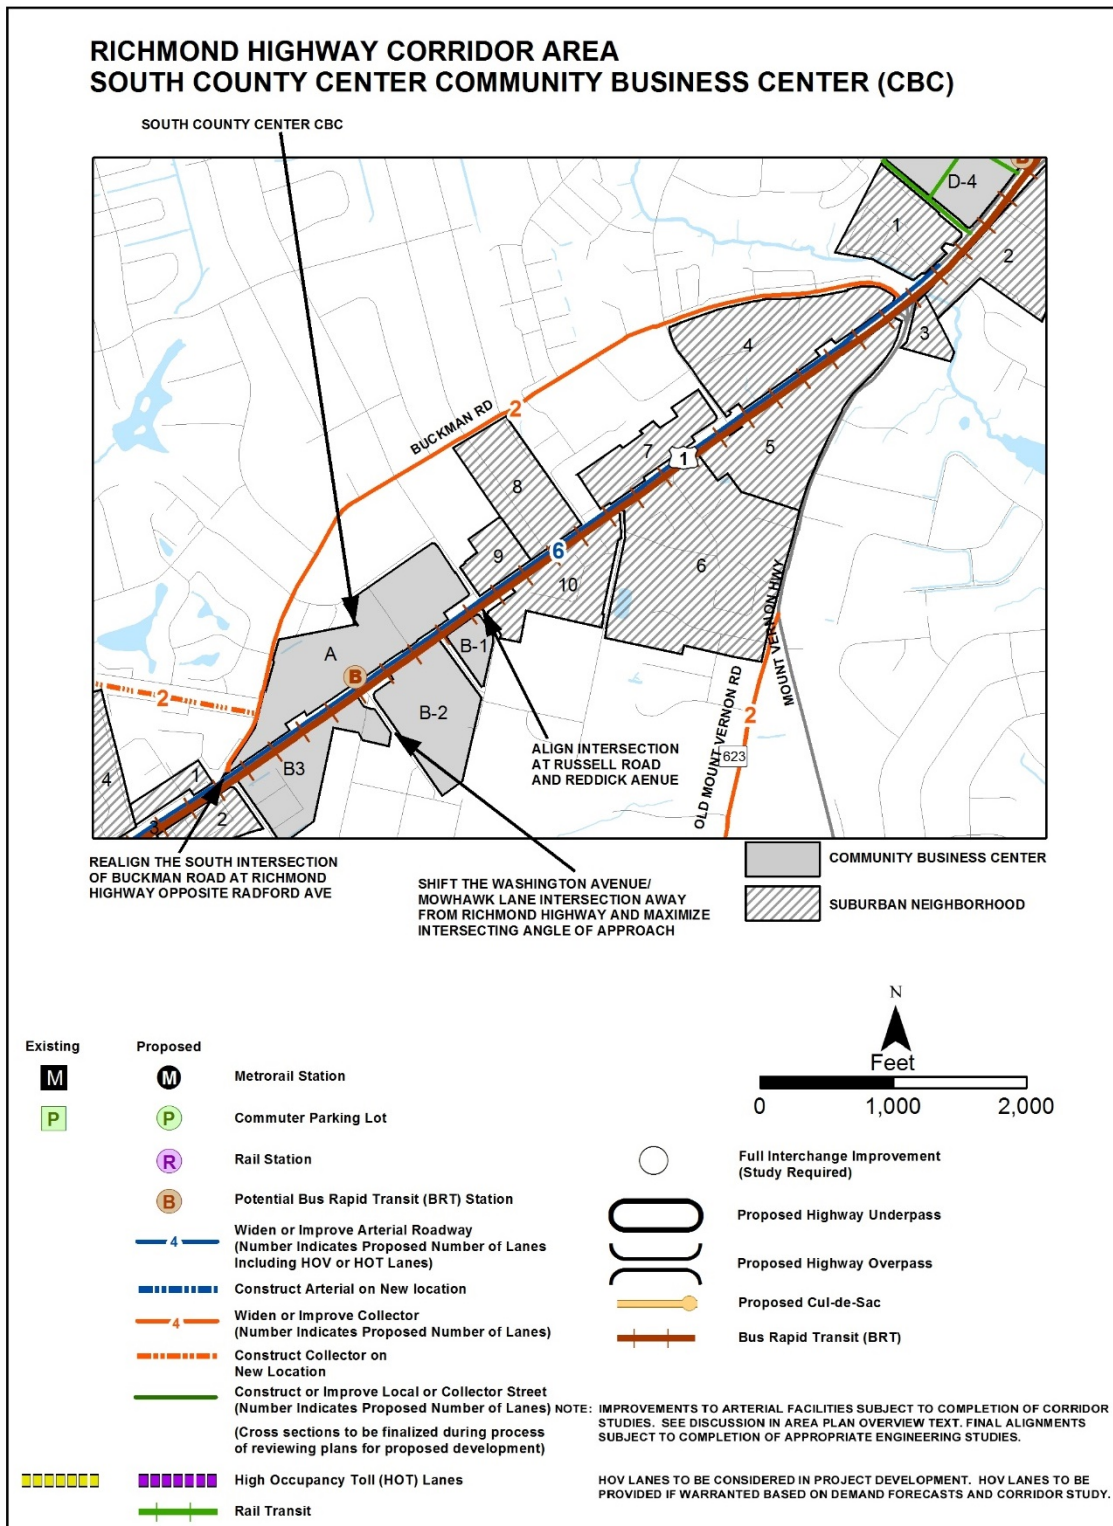 RICHMOND HIGHWAY CORRIDOR AREA
SOUTH COUNTY CENTER COMMUNITY BUSINESS CENTER (CBC)
SOUTH COUNTY CENTER CBC
B
D-4
1
2
3
4
BUCKMAN RD
2
7
1
5
8
6
9
10
6
A
B-1
B
B-2
MOUNT VERNON HWY
OLD MOUNT VERNON RD
2
623
2
4
1
B3
3
2
ALIGN INTERSECTION
AT RUSSELL ROAD
AND REDDICK AENUE
REALIGN THE SOUTH INTERSECTION
OF BUCKMAN ROAD AT RICHMOND
HIGHWAY OPPOSITE RADFORD AVE
SHIFT THE WASHINGTON AVENUE/
MOWHAWK LANE INTERSECTION AWAY
FROM RICHMOND HIGHWAY AND MAXIMIZE
INTERSECTING ANGLE OF APPROACH
COMMUNITY BUSINESS CENTER
SUBURBAN NEIGHBORHOOD
N
Feet
0 1,000 2,000
Existing Proposed
M M Metrorail Station
P P Commuter Parking Lot
R Rail Station
B Potential Bus Rapid Transit (BRT) Station
4 Widen or Improve Arterial Roadway
(Number Indicates Proposed Number of Lanes
Including HOV or HOT Lanes)
Construct Arterial on New location
4 Widen or Improve Collector
(Number Indicates Proposed Number of Lanes)
Construct Collector on
New Location
Construct or Improve Local or Collector Street
(Number Indicates Proposed Number of Lanes)
(Cross sections to be finalized during process
of reviewing plans for proposed development)
High Occupancy Toll (HOT) Lanes
Rail Transit
Full Interchange Improvement
(Study Required)
Proposed Highway Underpass
Proposed Highway Overpass
Proposed Cul-de-Sac
Bus Rapid Transit (BRT)
NOTE: IMPROVEMENTS TO ARTERIAL FACILITIES SUBJECT TO COMPLETION OF CORRIDOR
STUDIES. SEE DISCUSSION IN AREA PLAN OVERVIEW TEXT. FINAL ALIGNMENTS
SUBJECT TO COMPLETION OF APPROPRIATE ENGINEERING STUDIES.
HOV LANES TO BE CONSIDERED IN PROJECT DEVELOPMENT. HOV LANES TO BE
PROVIDED IF WARRANTED BASED ON DEMAND FORECASTS AND CORRIDOR STUDY.